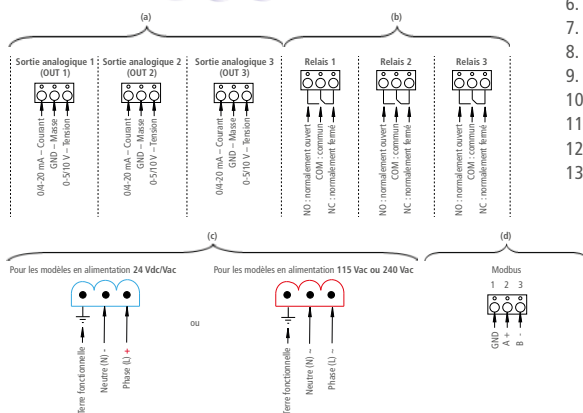 (a)
(b)
Sortie analogique 1
(OUT 1)
Sortie analogique 2
(OUT 2)
Sortie analogique 3
(OUT 3)
Relais 1
Relais 2
Relais 3
0/4-20 mA – Courant
GND – Masse
0-5/10 V – Tension
0/4-20 mA – Courant
GND – Masse
0-5/10 V – Tension
0/4-20 mA – Courant
GND – Masse
0-5/10 V – Tension
NO : normalement ouvert
COM : commun
NC : normalement fermé
NO : normalement ouvert
COM : commun
NC : normalement fermé
NO : normalement ouvert
COM : commun
NC : normalement fermé
6.
7.
8.
9.
10
11
12
13
(c)
(d)
Pour les modèles en alimentation 24 Vdc/Vac
Pour les modèles en alimentation 115 Vac ou 240 Vac
Modbus
1 2 3
ou
Terre fonctionnelle
Neutre (N) -
Phase (L) +
Terre fonctionnelle
Neutre (N) ~
Phase (L) ~
GND
A +
B -